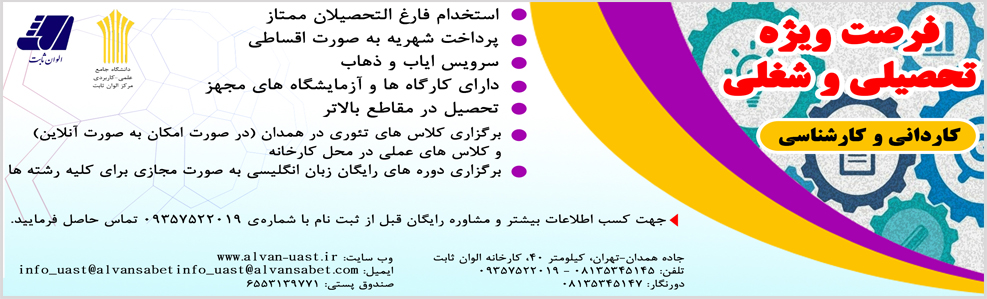 فرصت ویژه
تحصیلی و شغلی
کاردانی و کارشناسی
الوان ثابت
دانشگاه جامع
علمی-کاربردی
مرکز الوان ثابت
استخدام فارغ التحصیلان ممتاز
پرداخت شهریه به صورت اقساطی
سرویس ایاب و ذهاب
دارای کارگاه ها و آزمایشگاه های مجهز
تحصیل در مقاطع بالاتر
برگزاری کلاس های تئوری در همدان (در صورت امکان به صورت آنلاین)
و کلاس های عملی در محل کارخانه
برگزاری دوره های رایگان زبان انگلیسی به صورت مجازی برای کلیه رشته ها
جهت کسب اطلاعات بیشتر و مشاوره رایگان قبل از ثبت نام با شماره‌ی ۰۹۳۵۷۵۲۲۰۱۹ تماس حاصل فرمایید.
جاده همدان-تهران، کیلومتر ۴۰، کارخانه الوان ثابت
تلفن: ۰۸۱۳۵۳۴۵۱۴۵ - ۰۹۳۵۷۵۲۲۰۱۹
دورنگار: ۰۸۱۳۵۳۴۵۱۴۷
وب سایت: www.alvan-uast.ir
ایمیل: info_uast@alvansabetinfo_uast@alvansabet.com
صندوق پستی: ۶۵۵۳۱۳۹۷۷۱